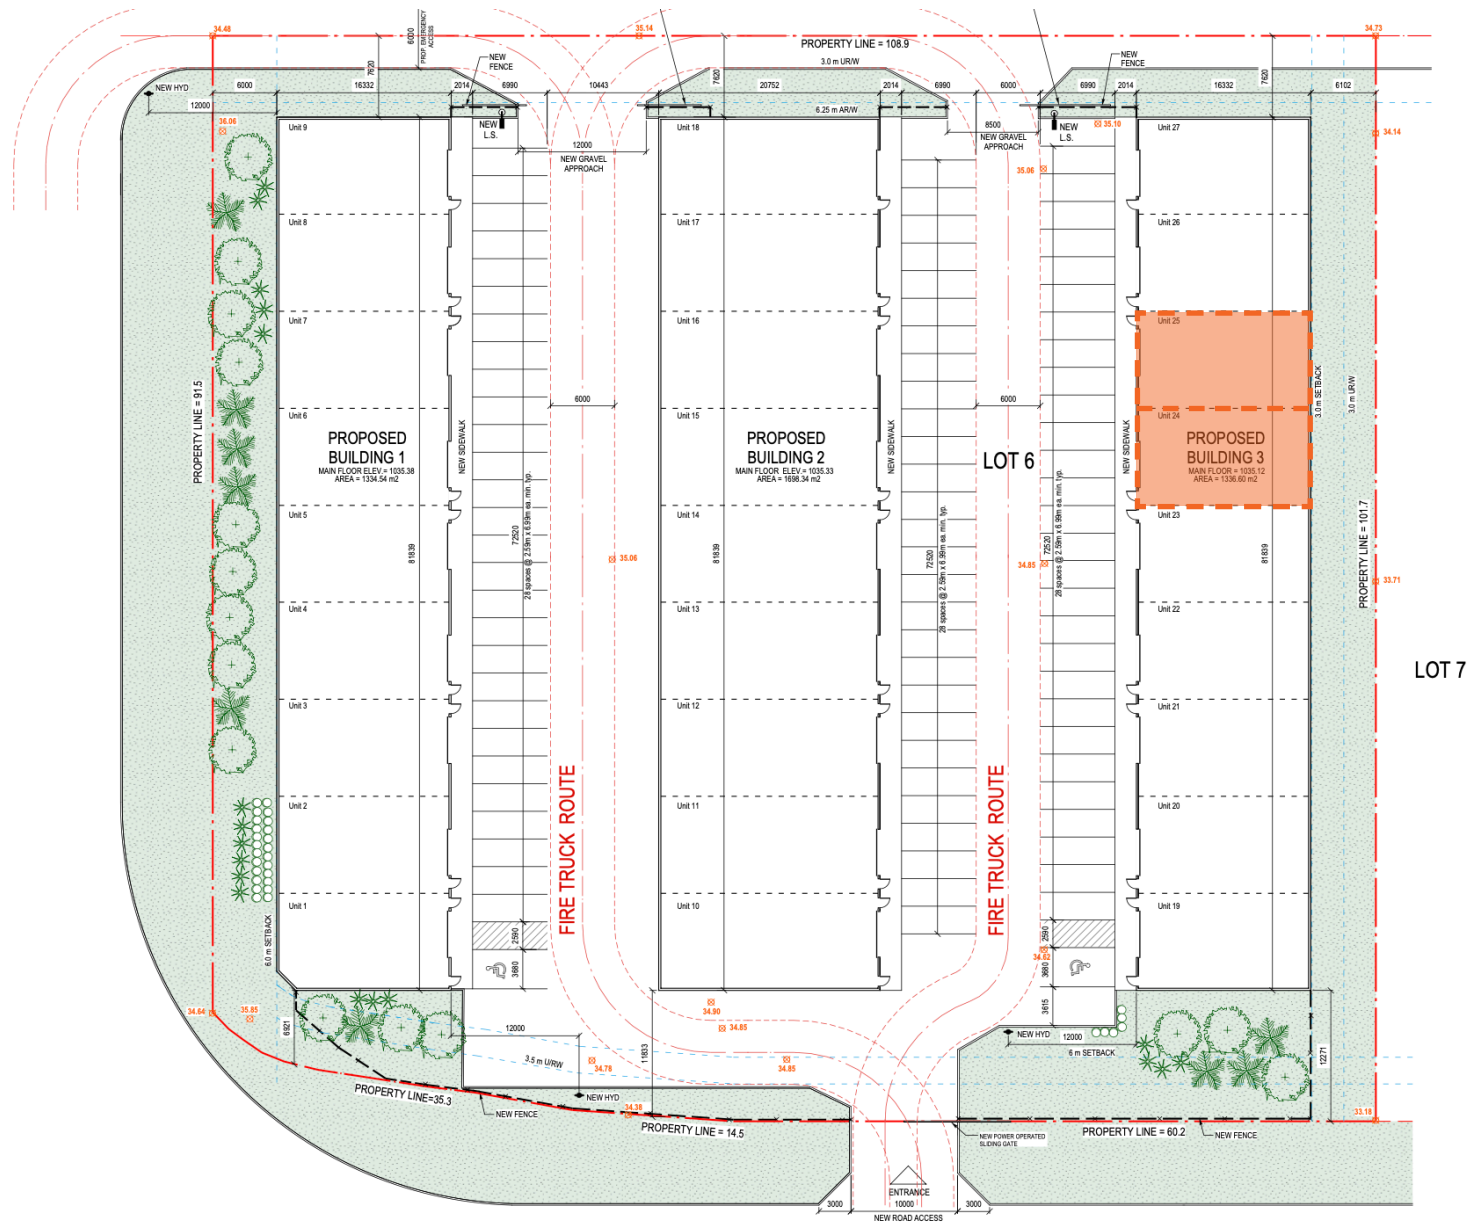 34.48
35.14
34.73
6000
PROP. EMERGENCY
ACCESS
PROPERTY LINE = 108.9
3.0 m UR/W
NEW
FENCE
NEW
FENCE
7620
7620
7620
NEW HYD
6000
16332
2014
6990
10443
20752
2014
6990
6000
6990
2014
16332
6102
12000
6.25 m AR/W
36.06
NEW
L.S.
8500
NEW
L.S.
35.10
34.14
Unit 9
Unit 18
Unit 27
NEW GRAVEL
APPROACH
12000
NEW GRAVEL
APPROACH
35.06
Unit 8
Unit 17
Unit 26
Unit 7
Unit 16
Unit 25
PROPERTY LINE = 91.5
6000
6000
3.0 m SETBACK
3.0 m UR/W
Unit 6
Unit 15
Unit 24
PROPOSED
BUILDING 1
MAIN FLOOR ELEV.= 1035.38
AREA = 1334.54 m2
NEW SIDEWALK
PROPOSED
BUILDING 2
MAIN FLOOR ELEV.= 1035.33
AREA = 1698.34 m2
NEW SIDEWALK
LOT 6
NEW SIDEWALK
PROPOSED
BUILDING 3
MAIN FLOOR = 1035.12
AREA = 1336.60 m2
Unit 5
Unit 14
Unit 23
81839
72520
28 spaces @ 2.59m x 6.99m ea. min. typ.
81839
72520
28 spaces @ 2.59m x 6.99m ea. min. typ.
72520
28 spaces @ 2.59m x 6.99m ea. min. typ.
81839
PROPERTY LINE = 101.7
35.06
34.85
33.71
Unit 4
Unit 13
Unit 22
LOT 7
Unit 3
Unit 12
Unit 21
FIRE TRUCK ROUTE
FIRE TRUCK ROUTE
Unit 2
Unit 11
Unit 20
Unit 1
Unit 10
Unit 19
6.0 m SETBACK
2590
3680
2590
3680
34.62
34.64
35.85
34.90
34.85
3615
6921
12000
NEW HYD
12000
6 m SETBACK
3.5 m U/RW
34.78
11833
34.85
12271
PROPERTY LINE=35.3
NEW FENCE
NEW HYD
34.38
33.18
PROPERTY LINE = 14.5
NEW POWER OPERATED
SLIDING GATE
PROPERTY LINE = 60.2
NEW FENCE
ENTRANCE
3000
10000
3000
NEW ROAD ACCESS